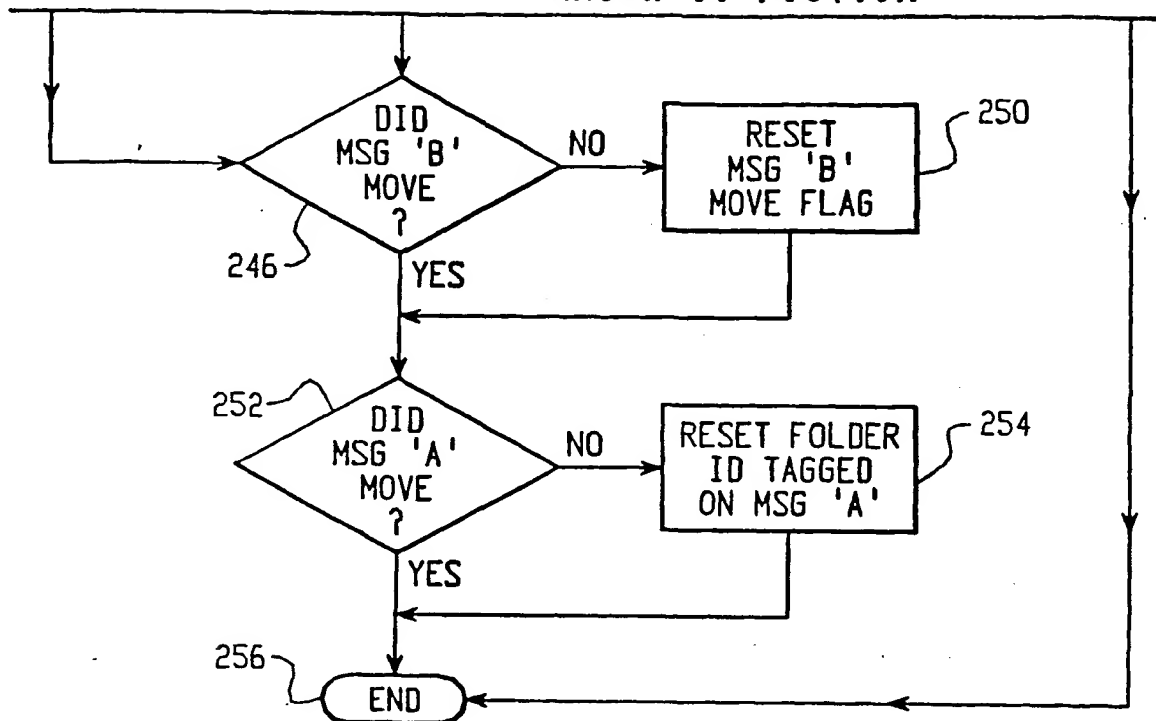 DID
MSG 'B'
MOVE
?
NO
RESET
MSG 'B'
MOVE FLAG
250
246
YES
252
DID
MSG 'A'
MOVE
?
NO
RESET FOLDER
ID TAGGED
ON MSG 'A'
254
YES
256
END